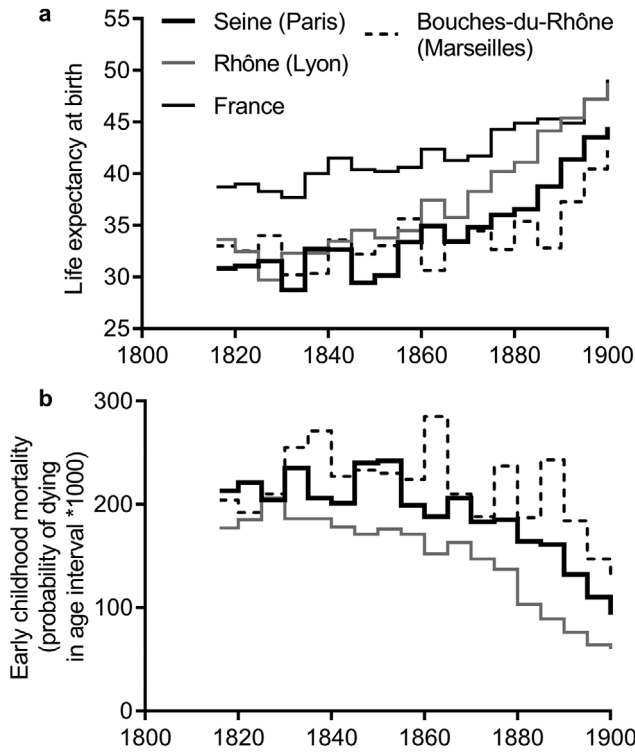 a
55
50
45
40
35
30
25
Life expectancy at birth
Seine (Paris)
Rhône (Lyon)
France
Bouches-du-Rhône
(Marseilles)
1800 1820 1840 1860 1880 1900
b
300
200
100
0
Early childhood mortality
(probability of dying
in age interval *1000)
1800 1820 1840 1860 1880 1900